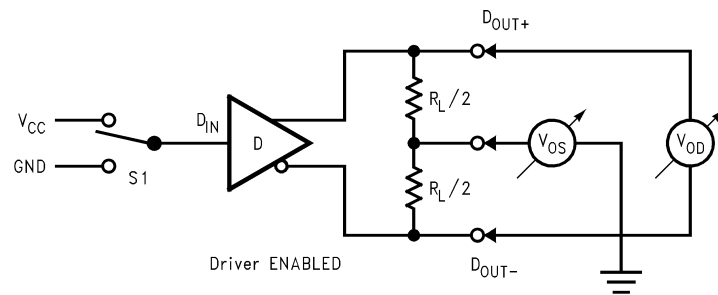 DOUT+
VCC
DIN
RL/2
D
VOS
VOD
GND
S1
RL/2
Driver ENABLED
DOUT-